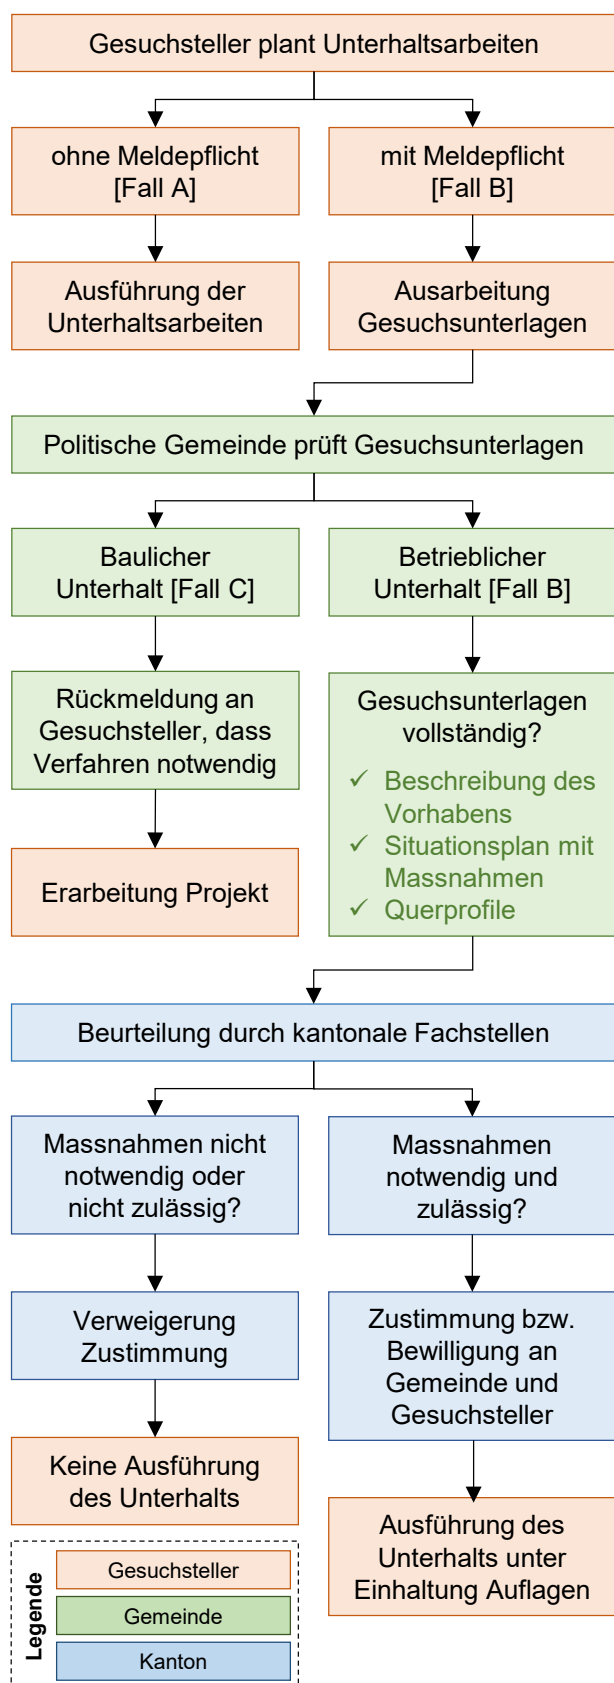 Gesuchsteller plant Unterhaltsarbeiten
ohne Meldepflicht
[Fall A]
mit Meldepflicht
[Fall B]
Ausführung der
Unterhaltsarbeiten
Ausarbeitung
Gesuchsunterlagen
Politische Gemeinde prüft Gesuchsunterlagen
Baulicher
Unterhalt [Fall C]
Betrieblicher
Unterhalt [Fall B]
Rückmeldung an
Gesuchsteller, dass
Verfahren notwendig
Gesuchsunterlagen
vollständig?
✓ Beschreibung des
Vorhabens
✓ Situationsplan mit
Massnahmen
✓ Querprofile
Erarbeitung Projekt
Beurteilung durch kantonale Fachstellen
Massnahmen nicht
notwendig oder
nicht zulässig?
Massnahmen
notwendig und
zulässig?
Verweigerung
Zustimmung
Zustimmung bzw.
Bewilligung an
Gemeinde und
Gesuchsteller
Keine Ausführung
des Unterhalts
Ausführung des
Unterhalts unter
Einhaltung Auflagen
Legende
Gesuchsteller
Gemeinde
Kanton